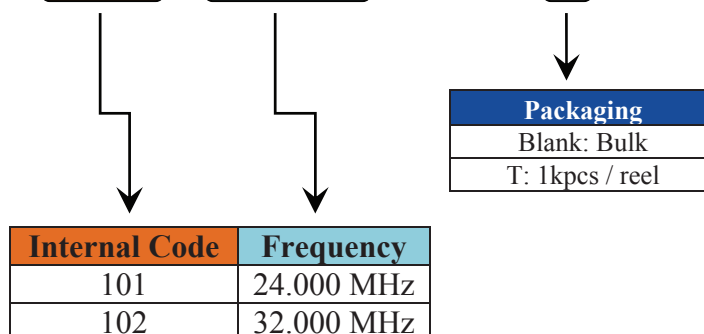 Packaging
Blank: Bulk
T: 1kpcs / reel
Internal Code Frequency
101 24.000 MHz
102 32.000 MHz